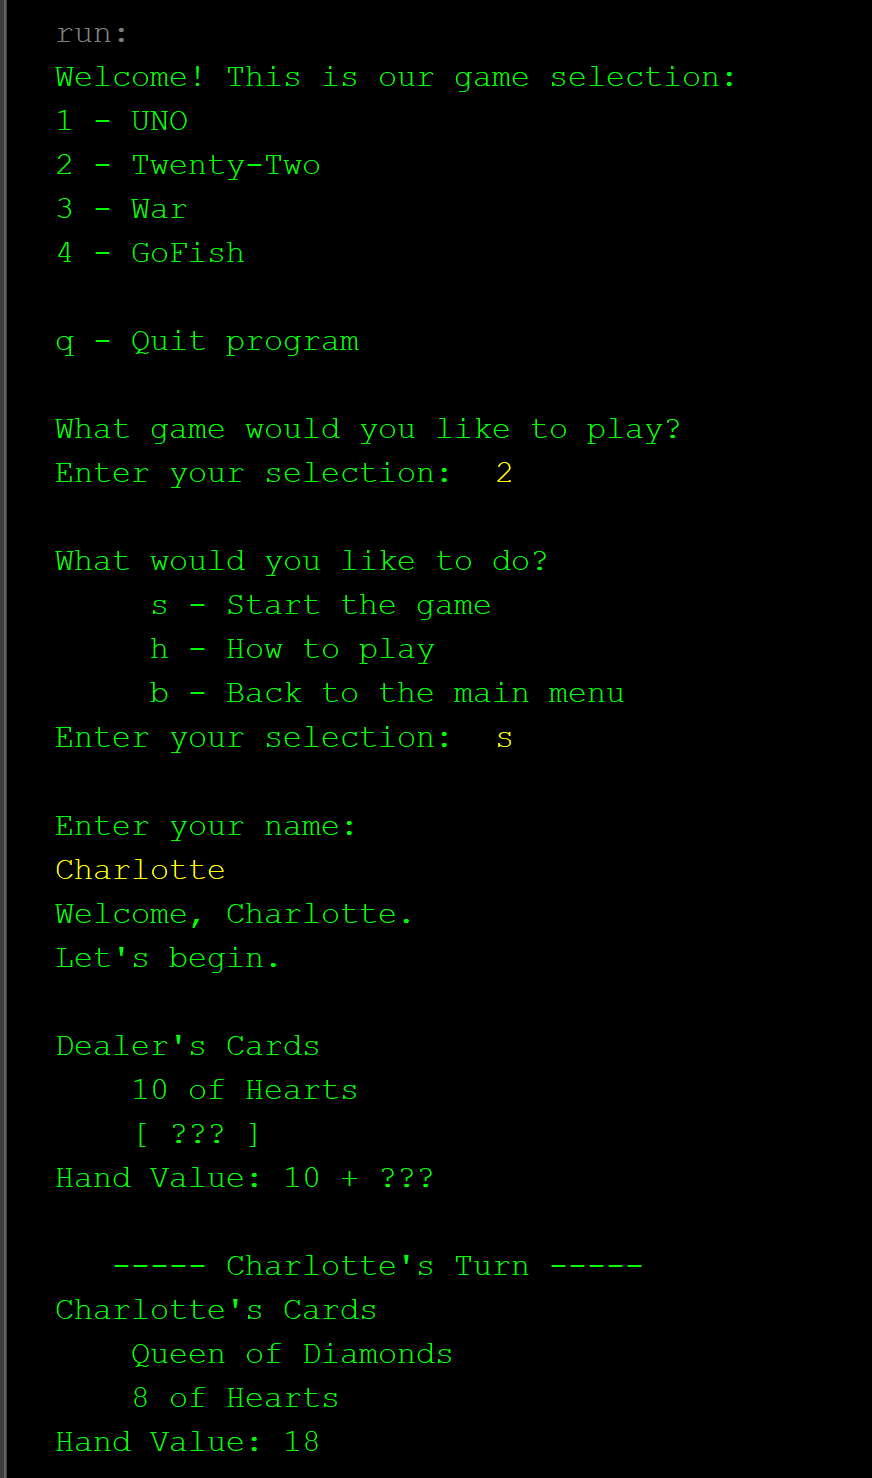 run:
Welcome! This is our game selection:
1 - UNO
2 - Twenty-Two
3 - War
4 - GoFish
q - Quit program
What game would you like to play?
Enter your selection:  2
What would you like to do?
s - Start the game
h - How to play
b - Back to the main menu
Enter your selection:  s
Enter your name:
Charlotte
Welcome, Charlotte.
Let's begin.
Dealer's Cards
10 of Hearts
[ ??? ]
Hand Value: 10 + ???
----- Charlotte's Turn -----
Charlotte's Cards
Queen of Diamonds
8 of Hearts
Hand Value: 18